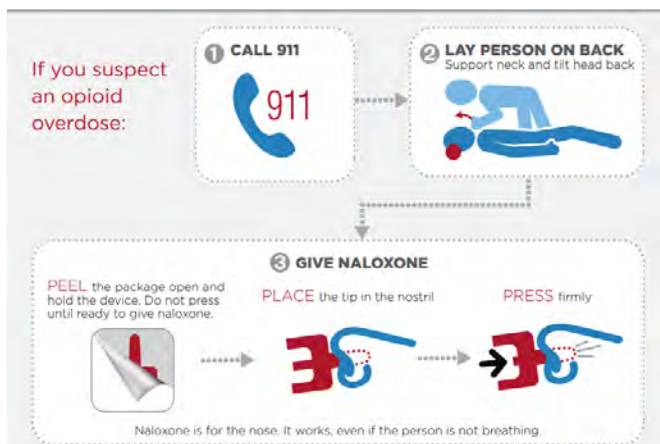 If you suspect
an opioid
overdose:
1 CALL 911
911
2 LAY PERSON ON BACK
Support neck and tilt head back
3 GIVE NALOXONE
PEEL the package open and
hold the device. Do not press
until ready to give naloxone.
PLACE the tip in the nostril
PRESS firmly
Naloxone is for the nose. It works, even if the person is not breathing.